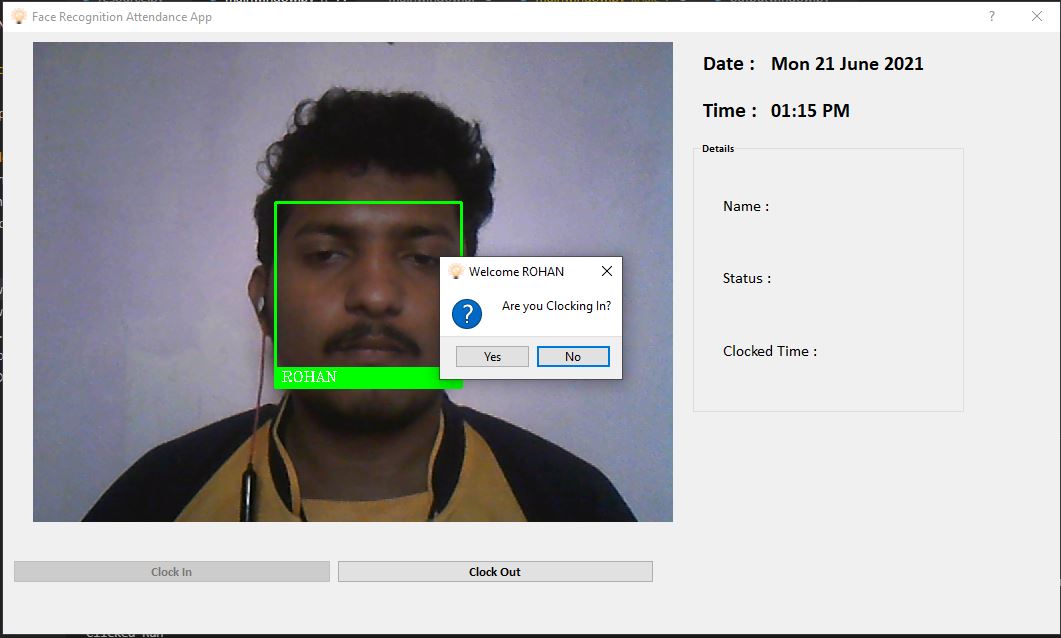 Face Recognition Attendance App
?
Date : Mon 21 June 2021
Time : 01:15 PM
Details
Name :
Status :
Clocked Time :
ROHAN
Welcome ROHAN
? Are you Clocking In?
Yes No
Clock In Clock Out